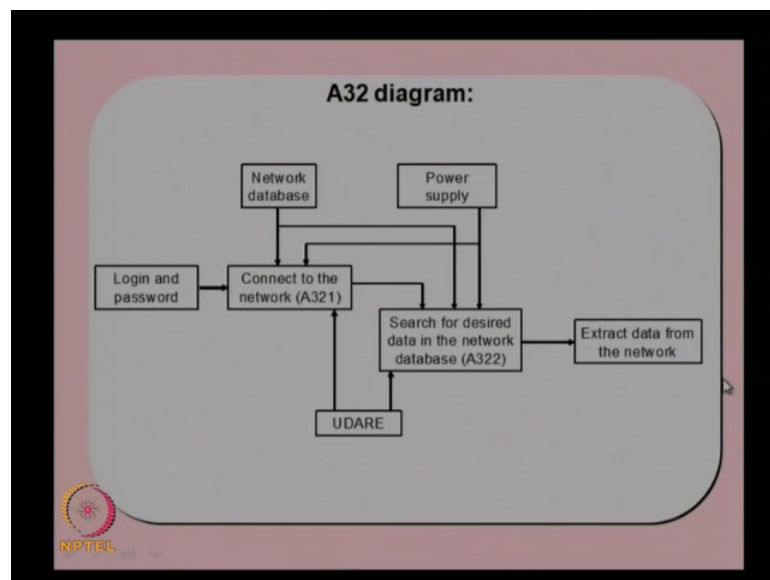 A32 diagram:
Network
database
Power
supply
Login and
password
Connect to the
network (A321)
Search for desired
data in the network
database (A322)
Extract data from
the network
UDARE
NPTEL